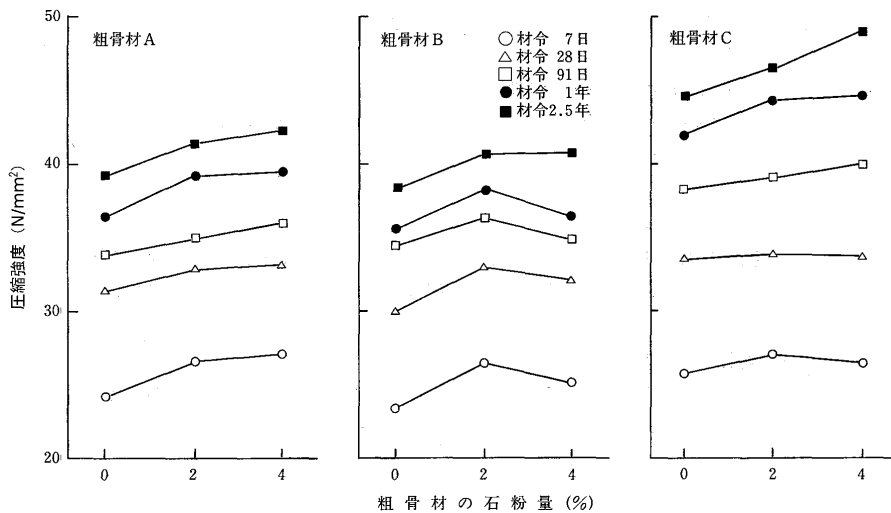 50
40
30
20
圧縮強度 (N/mm²)
粗骨材A
粗骨材B
粗骨材C
材令 7日
材令 28日
材令 91日
材令 1年
材令2.5年
0 2 4
0 2 4
0 2 4
粗骨材の石粉量(%)